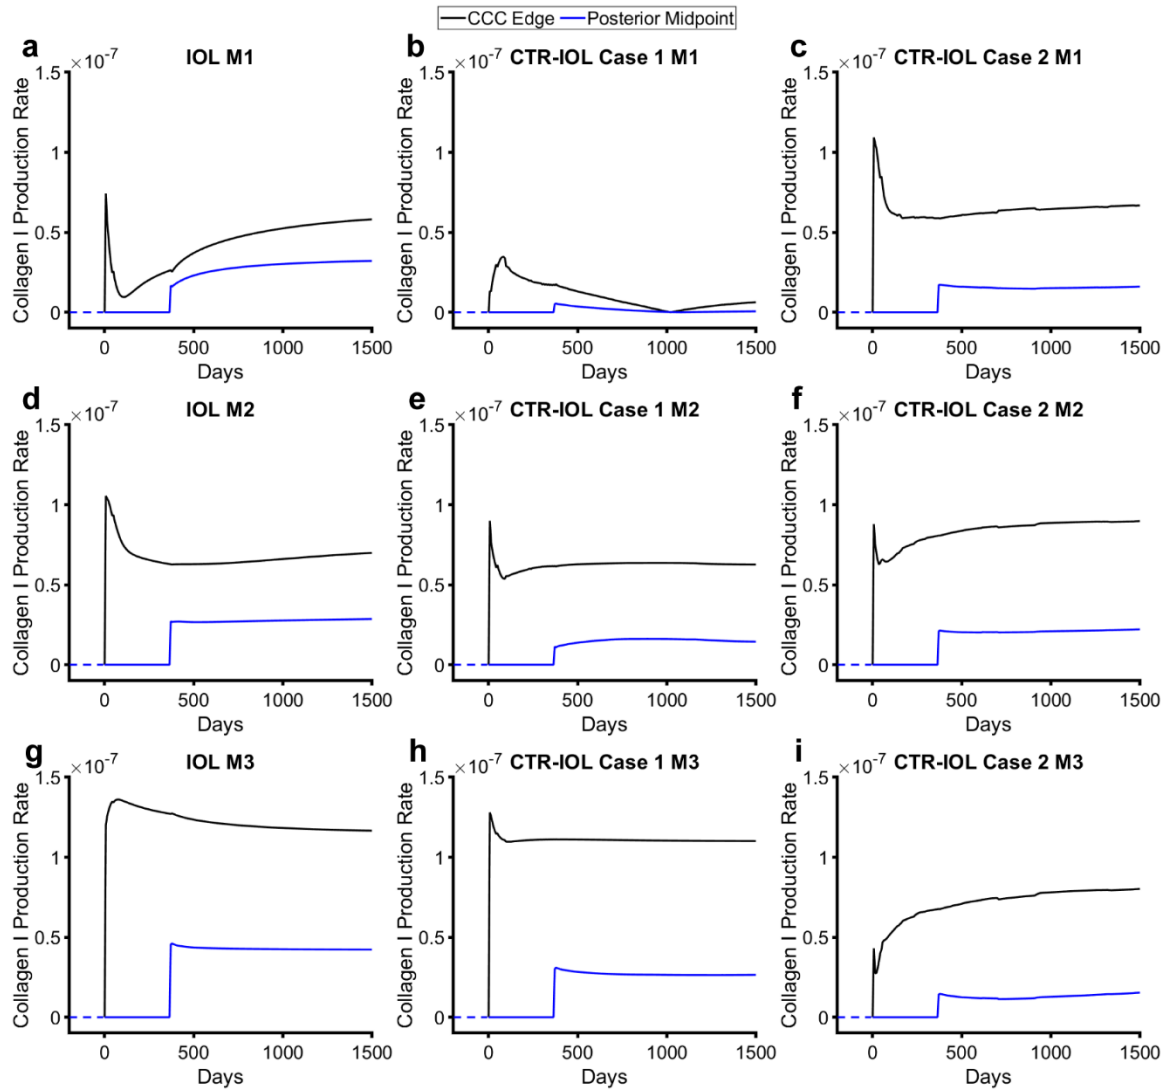 CCC Edge Posterior Midpoint
a IOL M1
b CTR-IOL Case 1 M1
c CTR-IOL Case 2 M1
×10⁻⁷
1.5
1
0.5
0
Collagen I Production Rate
0 500 1000 1500
Days
×10⁻⁷
1.5
1
0.5
0
Collagen I Production Rate
0 500 1000 1500
Days
×10⁻⁷
1.5
1
0.5
0
Collagen I Production Rate
0 500 1000 1500
Days
d IOL M2
e CTR-IOL Case 1 M2
f CTR-IOL Case 2 M2
×10⁻⁷
1.5
1
0.5
0
Collagen I Production Rate
0 500 1000 1500
Days
×10⁻⁷
1.5
1
0.5
0
Collagen I Production Rate
0 500 1000 1500
Days
×10⁻⁷
1.5
1
0.5
0
Collagen I Production Rate
0 500 1000 1500
Days
g IOL M3
h CTR-IOL Case 1 M3
i CTR-IOL Case 2 M3
×10⁻⁷
1.5
1
0.5
0
Collagen I Production Rate
0 500 1000 1500
Days
×10⁻⁷
1.5
1
0.5
0
Collagen I Production Rate
0 500 1000 1500
Days
×10⁻⁷
1.5
1
0.5
0
Collagen I Production Rate
0 500 1000 1500
Days